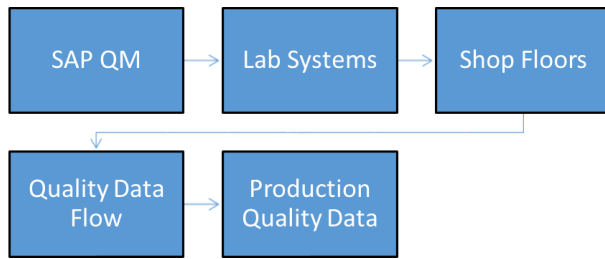 SAP QM
Lab Systems
Shop Floors
Quality Data
Flow
Production
Quality Data